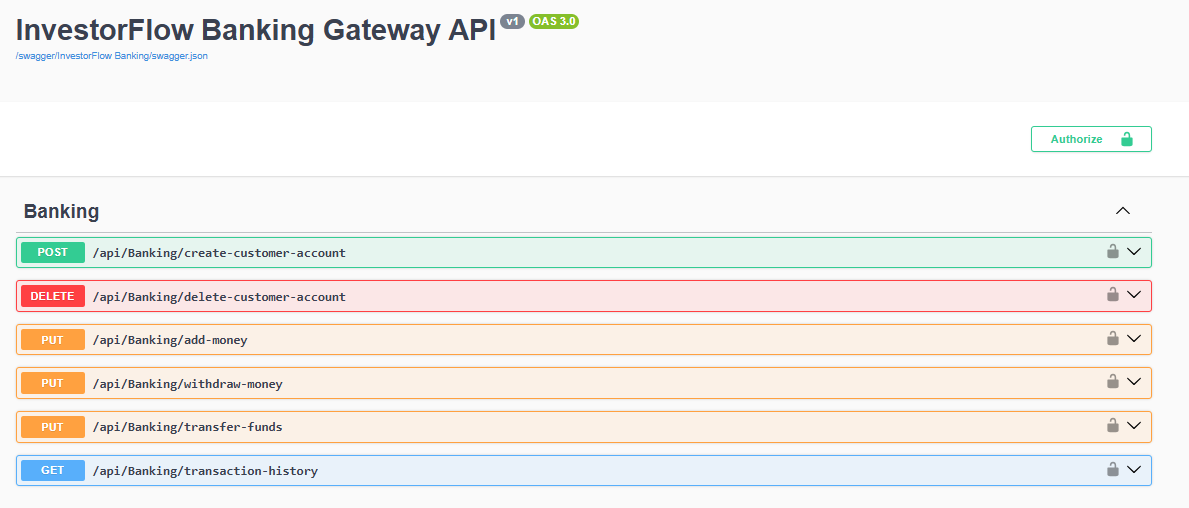 InvestorFlow Banking Gateway API v1 OAS 3.0
/swagger/InvestorFlow Banking/swagger.json
Authorize
Banking
POST /api/Banking/create-customer-account
DELETE /api/Banking/delete-customer-account
PUT /api/Banking/add-money
PUT /api/Banking/withdraw-money
PUT /api/Banking/transfer-funds
GET /api/Banking/transaction-history